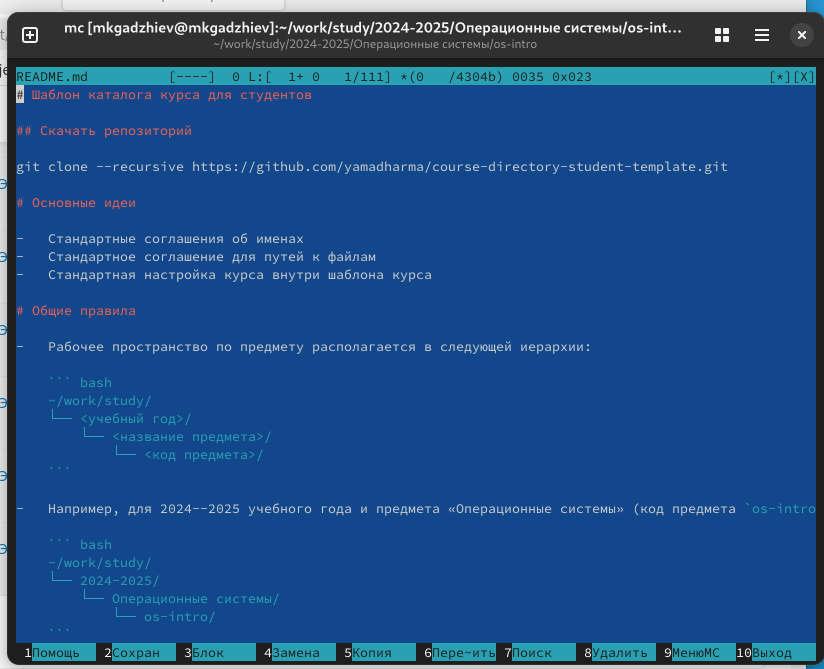 mc [mkgadzhiev@mkgadzhiev]:~/work/study/2024-2025/Операционные системы/os-int...
~/work/study/2024-2025/Операционные системы/os-intro
README.md [----] 0 L:[ 1+ 0 1/111] *(0 /4304b) 0035 0x023 [*][X]
# Шаблон каталога курса для студентов
## Скачать репозиторий
git clone --recursive https://github.com/yamadharma/course-directory-student-template.git
# Основные идеи
- Стандартные соглашения об именах
- Стандартное соглашение для путей к файлам
- Стандартная настройка курса внутри шаблона курса
# Общие правила
- Рабочее пространство по предмету располагается в следующей иерархии:
``` bash
~/work/study/
└── <учебный год>/
└── <название предмета>/
└── <код предмета>/
```
- Например, для 2024--2025 учебного года и предмета «Операционные системы» (код предмета `os-intro
``` bash
~/work/study/
└── 2024-2025/
└── Операционные системы/
└── os-intro/
```
1Помощь 2Сохран 3Блок 4Замена 5Копия 6Пере~ить 7Поиск 8Удалить 9МенюMC 10Выход